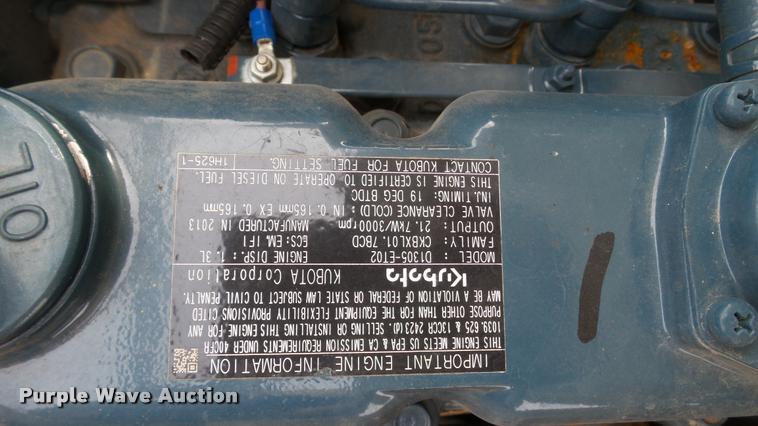 IMPORTANT ENGINE INFORMATION
THIS ENGINE MEETS US EPA & CA EMISSION REQUIREMENTS UNDER 40CFR
1039.625 & 13CCR 2423(d). SELLING OR INSTALLING THIS ENGINE FOR ANY
PURPOSE OTHER THAN FOR THE EQUIPMENT FLEXIBILITY PROVISIONS CITED
MAY BE A VIOLATION OF FEDERAL OR STATE LAW SUBJECT TO CIVIL PENALTY.
Kubota KUBOTA Corporation
MODEL: D1305-ET02 ENGINE DISP.: 1.3L
FAMILY: CKBXL01.7BCD ECS: EM, IFI
OUTPUT: 21.7kW/3000rpm MANUFACTURED IN 2013
VALVE CLEARANCE (COLD): IN 0.165mm EX 0.165mm
INJ. TIMING: 19 DEG BTDC
THIS ENGINE IS CERTIFIED TO OPERATE ON DIESEL FUEL.
CONTACT KUBOTA FOR FUEL SETTING. 1H625-1
OIL
Purple Wave Auction